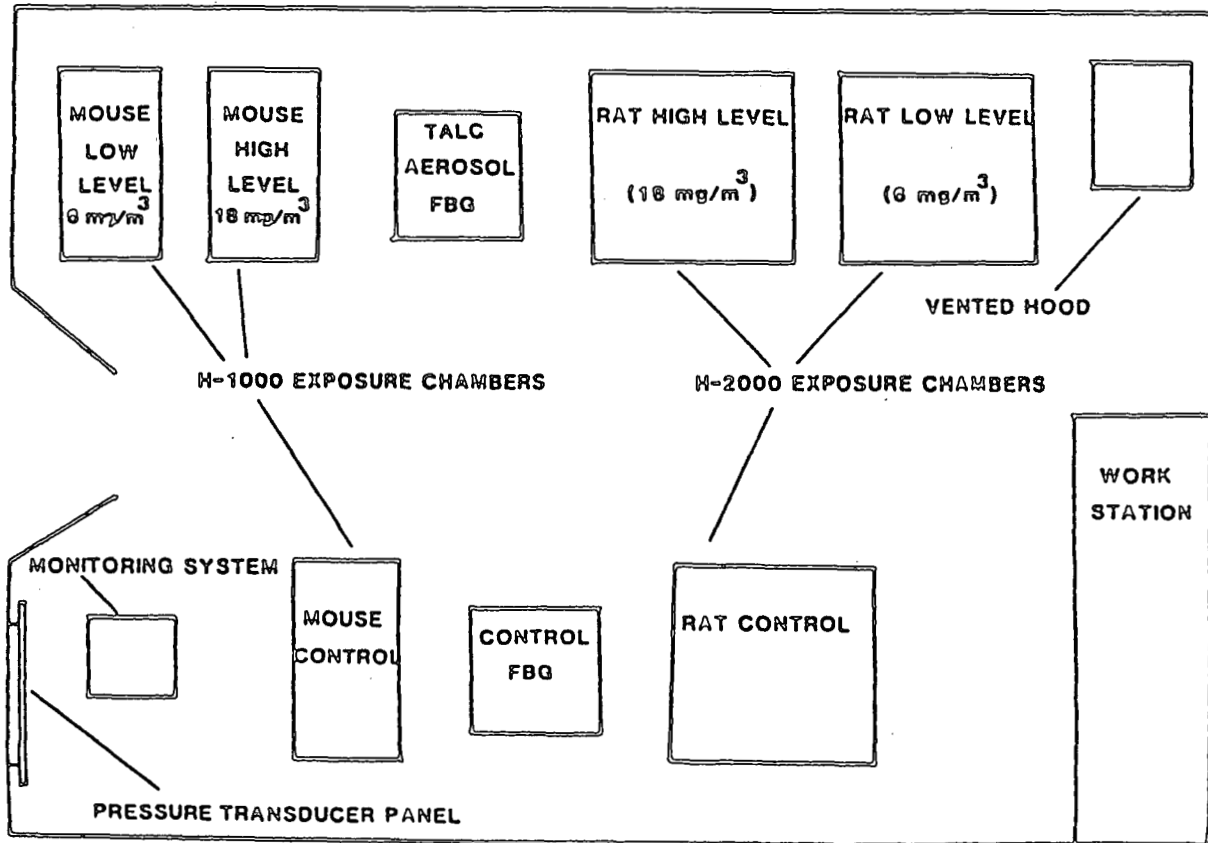 MOUSE
LOW
LEVEL
6 mg/m³
MOUSE
HIGH
LEVEL
18 mg/m³
TALC
AEROSOL
FBG
RAT HIGH LEVEL
(18 mg/m³)
RAT LOW LEVEL
(6 mg/m³)
VENTED HOOD
H-1000 EXPOSURE CHAMBERS
H-2000 EXPOSURE CHAMBERS
WORK
STATION
MONITORING SYSTEM
MOUSE
CONTROL
CONTROL
FBG
RAT CONTROL
PRESSURE TRANSDUCER PANEL